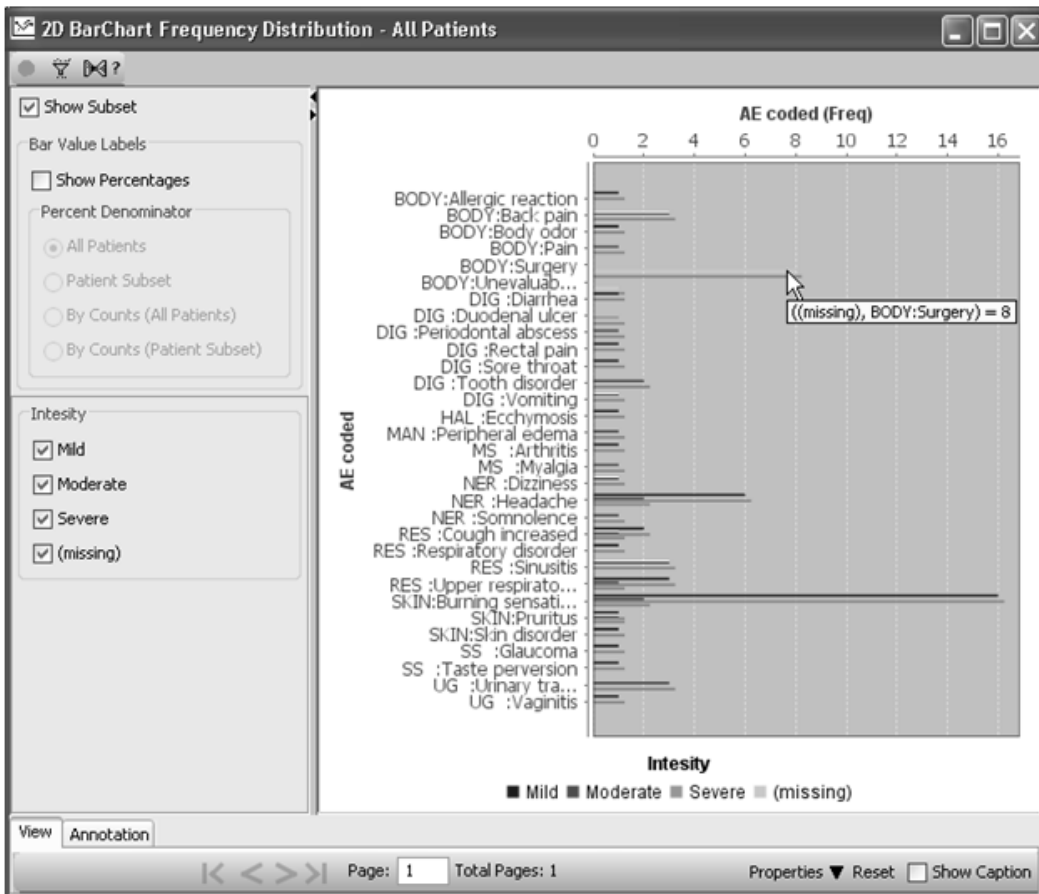 2D BarChart Frequency Distribution - All Patients
?
Show Subset
Bar Value Labels
Show Percentages
Percent Denominator
All Patients
Patient Subset
By Counts (All Patients)
By Counts (Patient Subset)
Intesity
Mild
Moderate
Severe
(missing)
AE coded (Freq)
0 2 4 6 8 10 12 14 16
AE coded
BODY:Allergic reaction
BODY:Back pain
BODY:Body odor
BODY:Pain
BODY:Surgery
BODY:Unevaluab...
DIG :Diarrhea
DIG :Duodenal ulcer
DIG :Periodontal abscess
DIG :Rectal pain
DIG :Sore throat
DIG :Tooth disorder
DIG :Vomiting
HAL :Ecchymosis
MAN :Peripheral edema
MS :Arthritis
MS :Myalgia
NER :Dizziness
NER :Headache
NER :Somnolence
RES :Cough increased
RES :Respiratory disorder
RES :Sinusitis
RES :Upper respirato...
SKIN:Burning sensati...
SKIN:Pruritus
SKIN:Skin disorder
SS :Glaucoma
SS :Taste perversion
UG :Urinary tra...
UG :Vaginitis
((missing), BODY:Surgery) = 8
Intesity
Mild Moderate Severe (missing)
View Annotation
Page: 1 Total Pages: 1 Properties ▼ Reset Show Caption